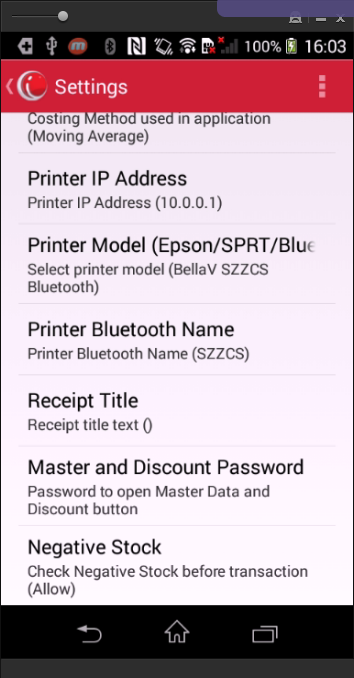 100% 16:03
Settings
Costing Method used in application
(Moving Average)
Printer IP Address
Printer IP Address (10.0.0.1)
Printer Model (Epson/SPRT/Blue
Select printer model (BellaV SZZCS
Bluetooth)
Printer Bluetooth Name
Printer Bluetooth Name (SZZCS)
Receipt Title
Receipt title text ()
Master and Discount Password
Password to open Master Data and
Discount button
Negative Stock
Check Negative Stock before transaction
(Allow)